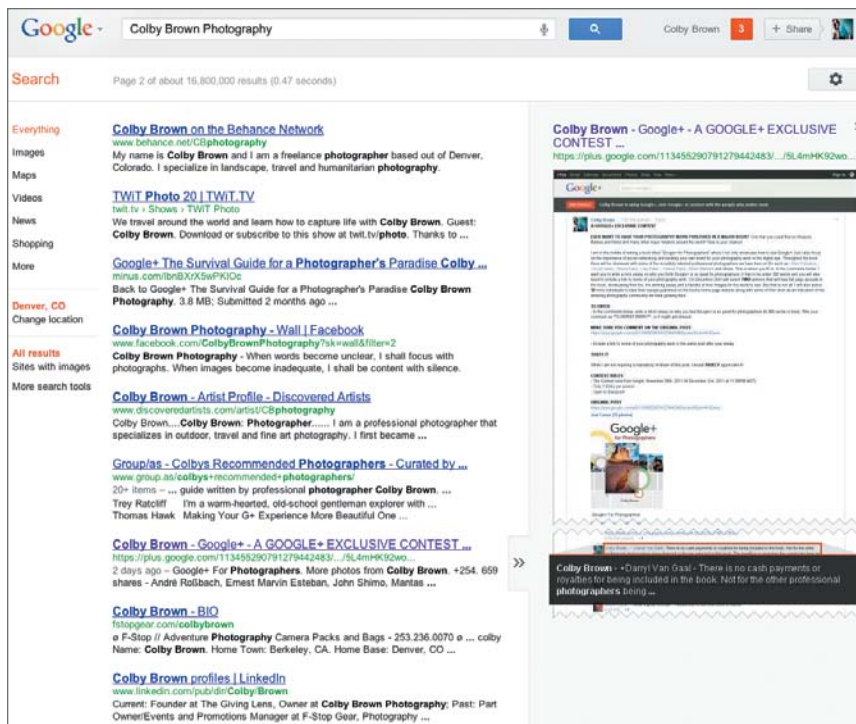 Google
Colby Brown Photography
Colby Brown 3 + Share
Search
Page 2 of about 16,800,000 results (0.47 seconds)
Everything
Images
Maps
Videos
News
Shopping
More
Denver, CO
Change location
All results
Sites with images
More search tools
Colby Brown on the Behance Network
www.behance.net/CBphotography
My name is Colby Brown and I am a freelance photographer based out of Denver,
Colorado. I specialize in landscape, travel and humanitarian photography.
TWiT Photo 20 | TWiT.TV
twit.tv › Shows › TWiT Photo
We travel around the world and learn how to capture life with Colby Brown. Guest:
Colby Brown. Download or subscribe to this show at twit.tv/photo. Thanks to ...
Google+ The Survival Guide for a Photographer's Paradise Colby ...
minus.com/lbnBXrX5wPKlOc
Back to Google+ The Survival Guide for a Photographer's Paradise Colby Brown
Photography. 3.8 MB; Submitted 2 months ago ...
Colby Brown Photography - Wall | Facebook
www.facebook.com/ColbyBrownPhotography?sk=wall&filter=2
Colby Brown Photography - When words become unclear, I shall focus with
photographs. When images become inadequate, I shall be content with silence.
Colby Brown - Artist Profile - Discovered Artists
www.discoveredartists.com/artist/CBphotography
Colby Brown....Colby Brown: Photographer...... I am a professional photographer that
specializes in outdoor, travel and fine art photography. I first became ...
Group/as - Colbys Recommended Photographers - Curated by ...
www.group.as/colbys+recommended+photographers/
20+ items – ... guide written by professional photographer Colby Brown. ...
Trey Ratcliff I'm a warm-hearted, old-school gentleman explorer with ...
Thomas Hawk Making Your G+ Experience More Beautiful One ...
Colby Brown - Google+ - A GOOGLE+ EXCLUSIVE CONTEST ...
https://plus.google.com/113455290791279442483/.../5L4mHK92wo...
2 days ago – Google+ For Photographers. More photos from Colby Brown. +254. 659
shares - André Roßbach, Ernest Marvin Esteban, John Shimo, Mantas ...
Colby Brown - BIO
fstopgear.com/colbybrown
ø F-Stop // Adventure Photography Camera Packs and Bags - 253.236.0070 ø ... colby
Name: Colby Brown. Home Town: Berkeley, CA. Home Base: Denver, CO ...
Colby Brown profiles | LinkedIn
www.linkedin.com/pub/dir/Colby/Brown
Current: Founder at The Giving Lens, Owner at Colby Brown Photography; Past: Part
Owner/Events and Promotions Manager at F-Stop Gear, Photography ...
Colby Brown - Google+ - A GOOGLE+ EXCLUSIVE
CONTEST ...
https://plus.google.com/113455290791279442483/.../5L4mHK92wo...
Google+
A GOOGLE+ EXCLUSIVE CONTEST
CONTEST RULES
ORIGINAL POST
Google+
for Photographers
Google+ For Photographers
Colby Brown - +Darryl Van Gaal - There is no cash payments or
royalties for being included in the book. Not for the other professional
photographers being ...